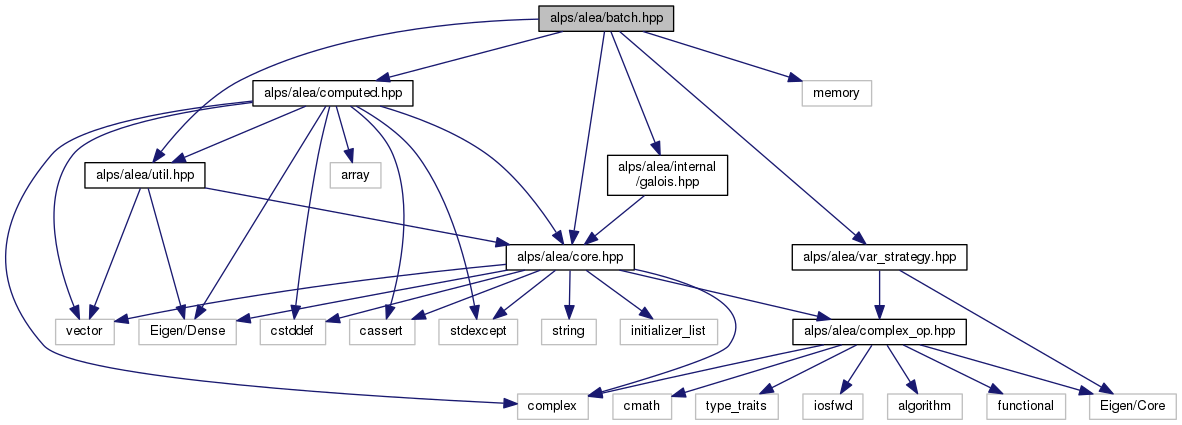 alps/alea/batch.hpp
alps/alea/computed.hpp
memory
alps/alea/util.hpp
array
alps/alea/internal
/galois.hpp
alps/alea/core.hpp
alps/alea/var_strategy.hpp
vector
Eigen/Dense
cstddef
cassert
stdexcept
string
initializer_list
alps/alea/complex_op.hpp
complex
cmath
type_traits
iosfwd
algorithm
functional
Eigen/Core